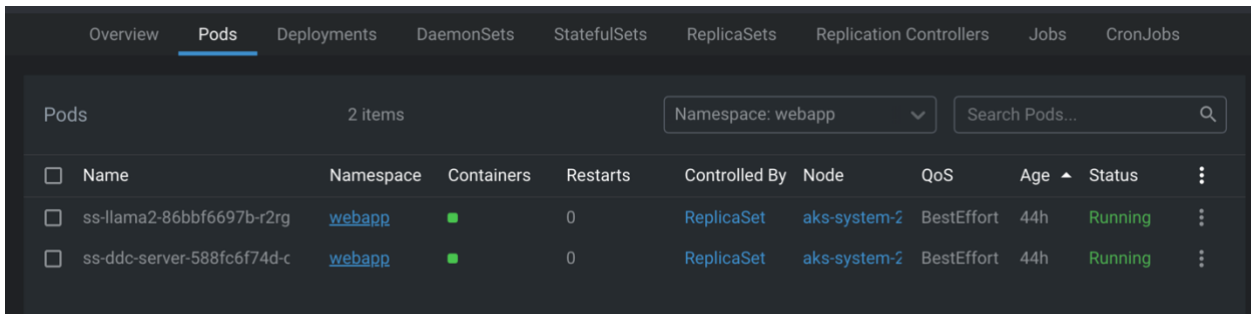 Overview Pods Deployments DaemonSets StatefulSets ReplicaSets Replication Controllers Jobs CronJobs
Pods 2 items Namespace: webapp Search Pods...
Name Namespace Containers Restarts Controlled By Node QoS Age Status
ss-llama2-86bbf6697b-r2rg webapp 0 ReplicaSet aks-system-2 BestEffort 44h Running
ss-ddc-server-588fc6f74d-c webapp 0 ReplicaSet aks-system-2 BestEffort 44h Running